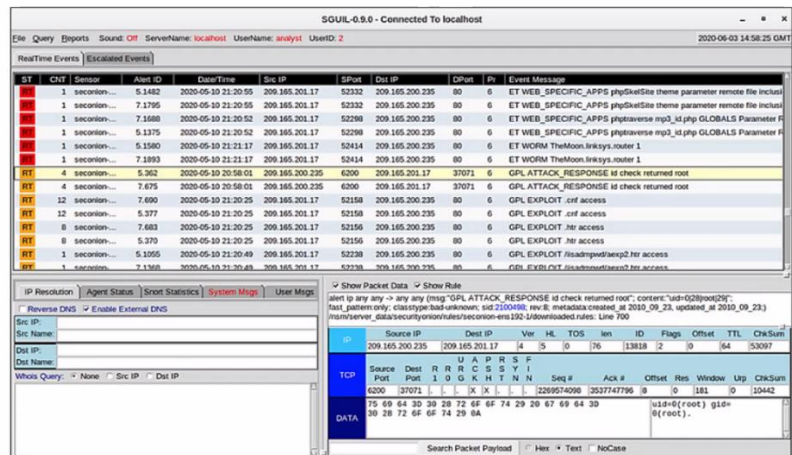 SGUIL-0.9.0 - Connected To localhost
File Query Reports Sound: Off ServerName: localhost UserName: analyst UserID: 2 2020-06-03 14:58:25 GMT
RealTime Events Escalated Events
ST CNT Sensor Alert ID Date/Time Src IP SPort Dst IP DPort Pr Event Message
RT 1 seconion-... 5.1482 2020-05-10 21:20:55 209.165.201.17 52332 209.165.200.235 80 6 ET WEB_SPECIFIC_APPS phpSkelSite theme parameter remote file inclusi
RT 1 seconion-... 7.1795 2020-05-10 21:20:55 209.165.201.17 52332 209.165.200.235 80 6 ET WEB_SPECIFIC_APPS phpSkelSite theme parameter remote file inclusi
RT 1 seconion-... 7.1688 2020-05-10 21:20:52 209.165.201.17 52298 209.165.200.235 80 6 ET WEB_SPECIFIC_APPS phptraverse mp3_id.php GLOBALS Parameter R
RT 1 seconion-... 5.1375 2020-05-10 21:20:52 209.165.201.17 52298 209.165.200.235 80 6 ET WEB_SPECIFIC_APPS phptraverse mp3_id.php GLOBALS Parameter R
RT 1 seconion-... 5.1580 2020-05-10 21:21:17 209.165.201.17 52414 209.165.200.235 80 6 ET WORM TheMoon.linksys.router 1
RT 1 seconion-... 7.1893 2020-05-10 21:21:17 209.165.201.17 52414 209.165.200.235 80 6 ET WORM TheMoon.linksys.router 1
RT 4 seconion-... 5.362 2020-05-10 20:58:01 209.165.200.235 6200 209.165.201.17 37071 6 GPL ATTACK_RESPONSE id check returned root
RT 4 seconion-... 7.675 2020-05-10 20:58:01 209.165.200.235 6200 209.165.201.17 37071 6 GPL ATTACK_RESPONSE id check returned root
RT 12 seconion-... 7.690 2020-05-10 21:20:25 209.165.201.17 52158 209.165.200.235 80 6 GPL EXPLOIT .cnf access
RT 12 seconion-... 5.377 2020-05-10 21:20:25 209.165.201.17 52158 209.165.200.235 80 6 GPL EXPLOIT .cnf access
RT 8 seconion-... 7.683 2020-05-10 21:20:25 209.165.201.17 52156 209.165.200.235 80 6 GPL EXPLOIT .htr access
RT 8 seconion-... 5.370 2020-05-10 21:20:25 209.165.201.17 52156 209.165.200.235 80 6 GPL EXPLOIT .htr access
RT 1 seconion-... 5.1055 2020-05-10 21:20:49 209.165.201.17 52238 209.165.200.235 80 6 GPL EXPLOIT /iisadmpwd/aexp2.htr access
1 seconion-... 7.1368 2020-05-10 21:20:49 209.165.201.17 52238 209.165.200.235 80 6 GPL EXPLOIT /iisadmpwd/aexp2.htr access
IP Resolution Agent Status Snort Statistics System Msgs User Msgs
Reverse DNS Enable External DNS
Src IP:
Src Name:
Dst IP:
Dst Name:
Whois Query: None Src IP Dst IP
Show Packet Data Show Rule
alert ip any any -> any any (msg:"GPL ATTACK_RESPONSE id check returned root"; content:"uid=0|28|root|29|";
fast_pattern:only; classtype:bad-unknown; sid:2100498; rev:8; metadata:created_at 2010_09_23, updated_at 2010_09_23;)
/nsm/server_data/securityonion/rules/seconion-ens192-1/downloaded.rules: Line 700
IP Source IP Dest IP Ver HL TOS len ID Flags Offset TTL ChkSum
209.165.200.235 209.165.201.17 4 5 0 76 13818 2 0 64 53097
U A P R S F
TCP Source Dest R R R C S S Y I
Port Port 1 0 G K H T N N Seq # Ack # Offset Res Window Urp ChkSum
6200 37071 . . . X X . . . 2269574098 3537747796 8 0 181 0 10442
DATA 75 69 64 3D 30 28 72 6F 6F 74 29 20 67 69 64 3D uid=0(root) gid=
30 28 72 6F 6F 74 29 0A 0(root).
Search Packet Payload Hex Text NoCase